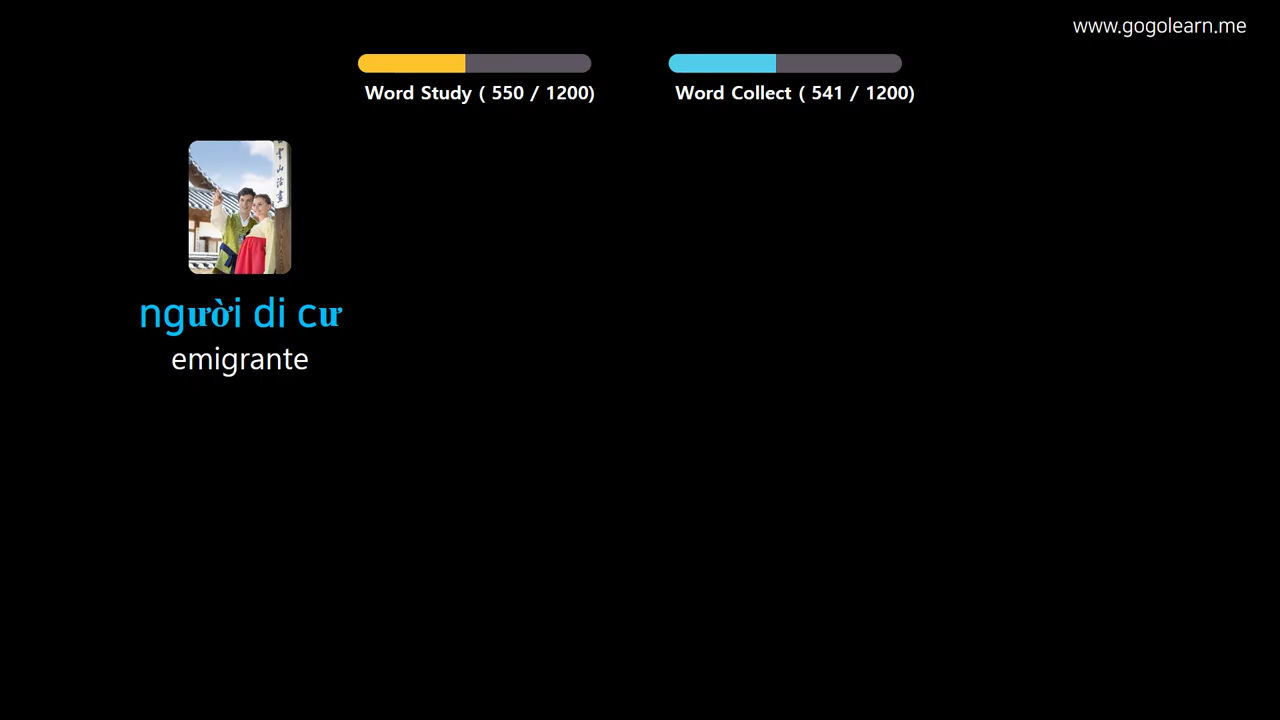 www.gogolearn.me
Word Study ( 550 / 1200)
Word Collect ( 541 / 1200)
người di cư
emigrante